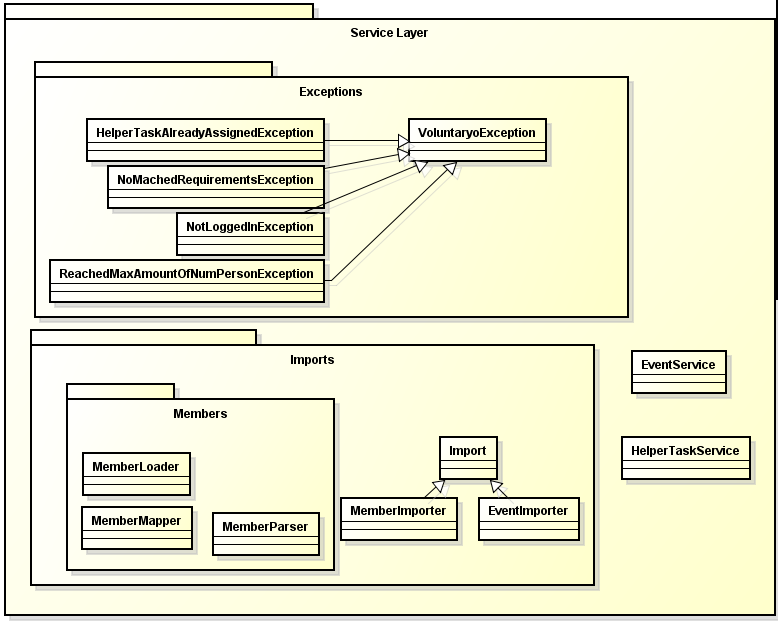 Service Layer
Exceptions
HelperTaskAlreadyAssignedException
VoluntaryoException
NoMachedRequirementsException
NotLoggedInException
ReachedMaxAmountOfNumPersonException
Imports
Members
MemberLoader
MemberMapper
MemberParser
Import
MemberImporter
EventImporter
EventService
HelperTaskService